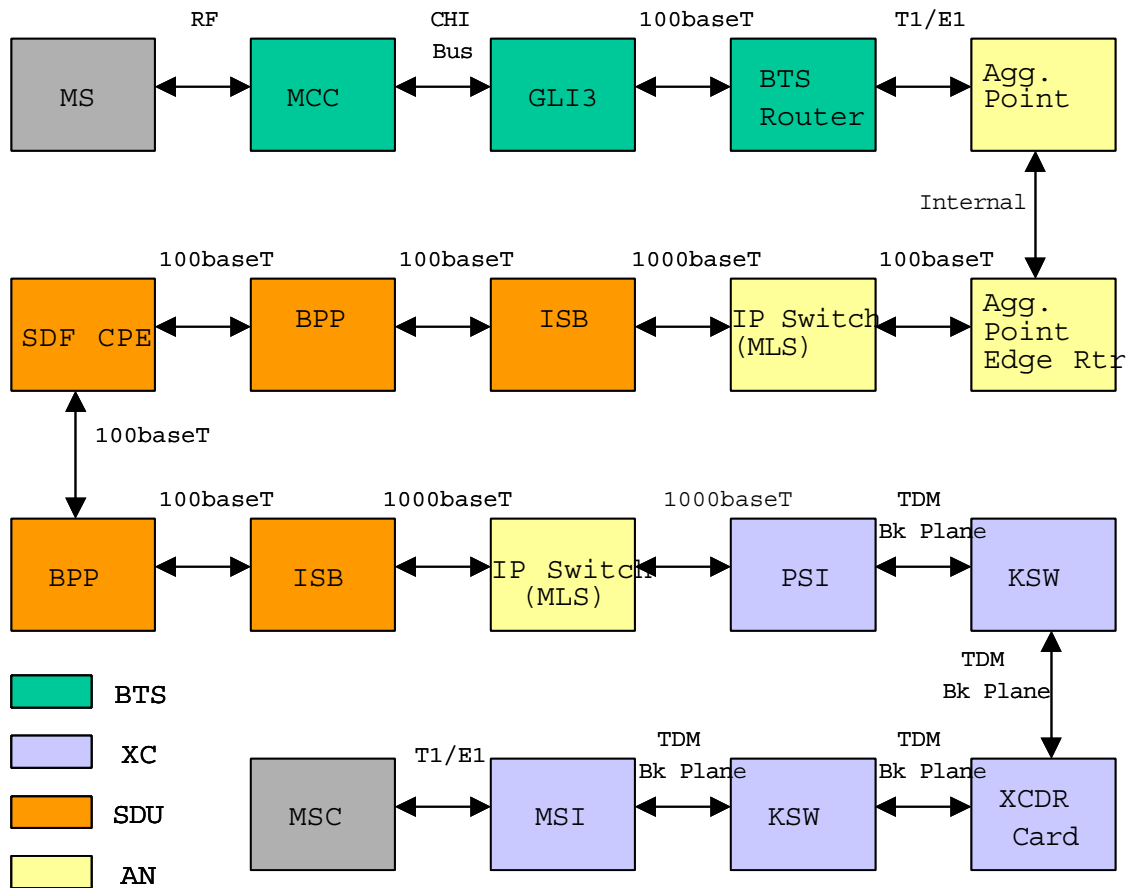 RF
CHI
Bus
100baseT
T1/E1
MS
MCC
GLI3
BTS
Router
Agg.
Point
Internal
100baseT
100baseT
1000baseT
100baseT
SDF CPE
BPP
ISB
IP Switch
(MLS)
Agg.
Point
Edge Rtr
100baseT
100baseT
1000baseT
1000baseT
TDM
Bk Plane
BPP
ISB
IP Switch
(MLS)
PSI
KSW
TDM
Bk Plane
BTS
XC
SDU
AN
T1/E1
TDM
Bk Plane
TDM
Bk Plane
MSC
MSI
KSW
XCDR
Card